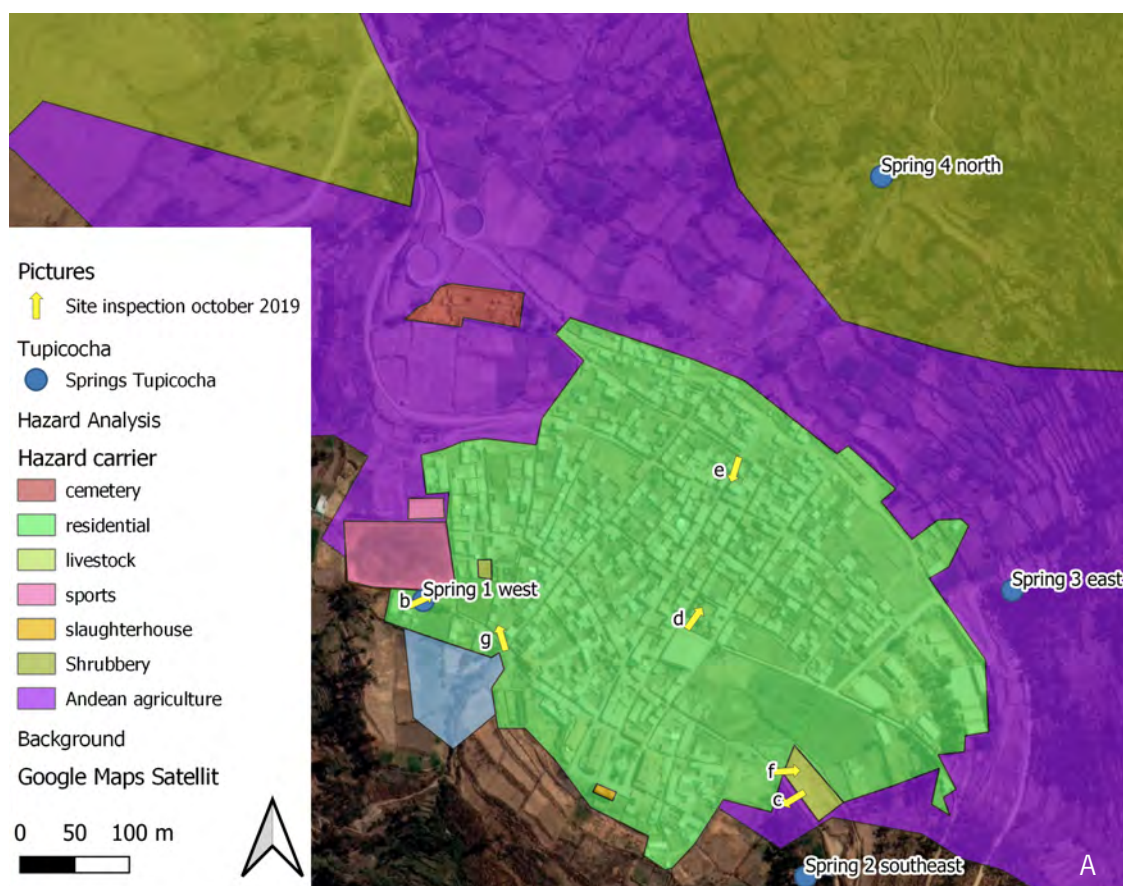 Spring 4 north
Pictures
Site inspection october 2019
Tupicocha
Springs Tupicocha
Hazard Analysis
Hazard carrier
cemetery
residential
livestock
sports
slaughterhouse
Shrubbery
Andean agriculture
Background
Google Maps Satellit
0 50 100 m
e
Spring 3 east
b Spring 1 west
d
g
f
c
Spring 2 southeast
A